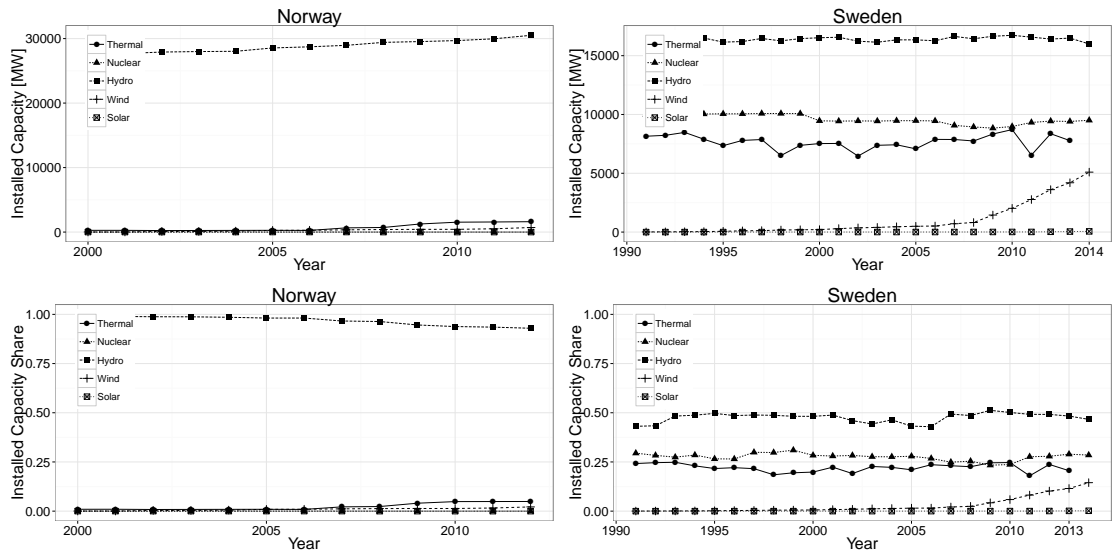 Norway
Installed Capacity [MW]
30000
20000
10000
0
Thermal
Nuclear
Hydro
Wind
Solar
2000
2005
2010
Year
Sweden
Installed Capacity [MW]
15000
10000
5000
0
Thermal
Nuclear
Hydro
Wind
Solar
1990
1995
2000
2005
2010
2014
Year
Norway
Installed Capacity Share
1.00
0.75
0.50
0.25
0.00
Thermal
Nuclear
Hydro
Wind
Solar
2000
2005
2010
Year
Sweden
Installed Capacity Share
1.00
0.75
0.50
0.25
0.00
Thermal
Nuclear
Hydro
Wind
Solar
1990
1995
2000
2005
2010
2013
Year